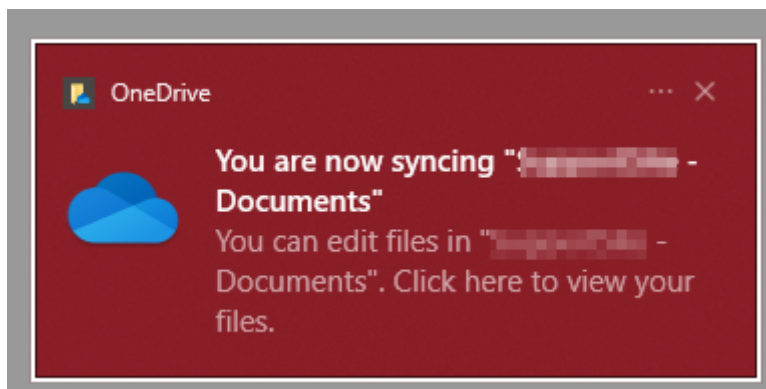 OneDrive
You are now syncing " -
Documents"
You can edit files in " -
Documents". Click here to view your
files.